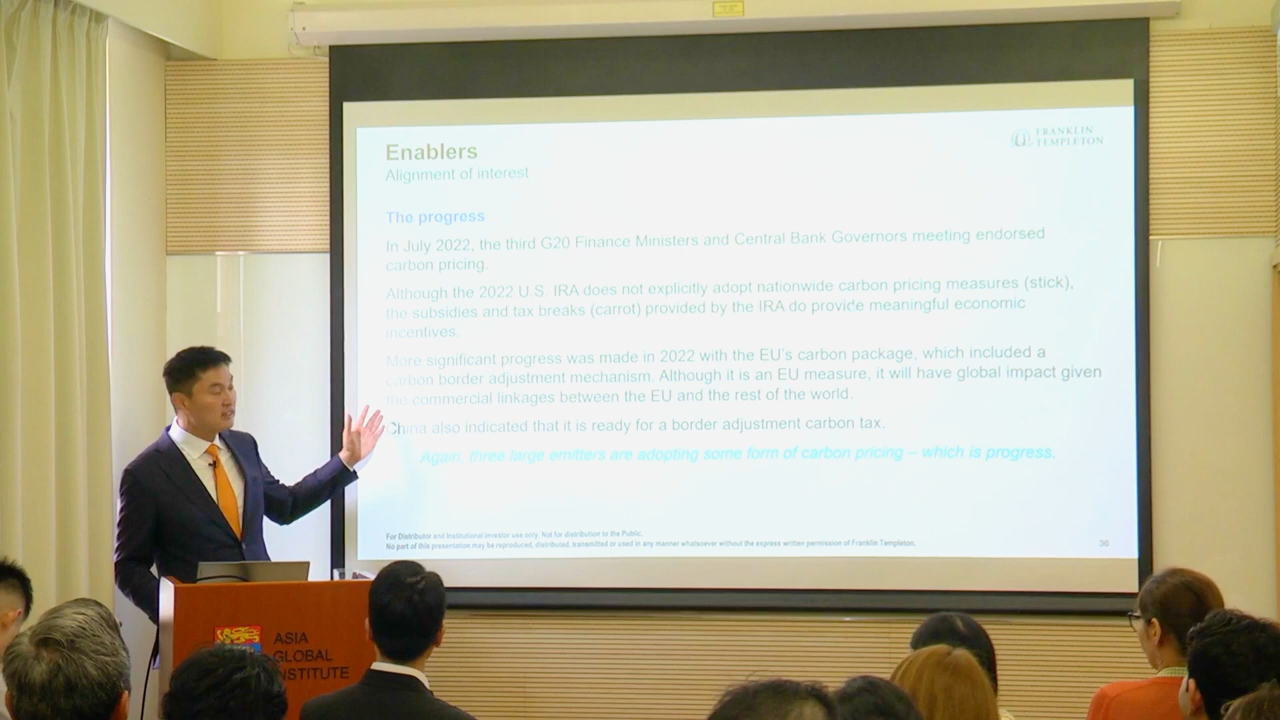 Enablers
Alignment of interest
FRANKLIN
TEMPLETON
The progress
In July 2022, the third G20 Finance Ministers and Central Bank Governors meeting endorsed
carbon pricing.
Although the 2022 U.S. IRA does not explicitly adopt nationwide carbon pricing measures (stick),
the subsidies and tax breaks (carrot) provided by the IRA do provide meaningful economic
incentives.
More significant progress was made in 2022 with the EU's carbon package, which included a
carbon border adjustment mechanism. Although it is an EU measure, it will have global impact given
the commercial linkages between the EU and the rest of the world.
China also indicated that it is ready for a border adjustment carbon tax.
Again, three large emitters are adopting some form of carbon pricing – which is progress.
For Distributor and Institutional Investor use only. Not for distribution to the Public.
No part of this presentation may be reproduced, distributed, transmitted or used in any manner whatsoever without the express written permission of Franklin Templeton.
36
ASIA
GLOBAL
INSTITUTE